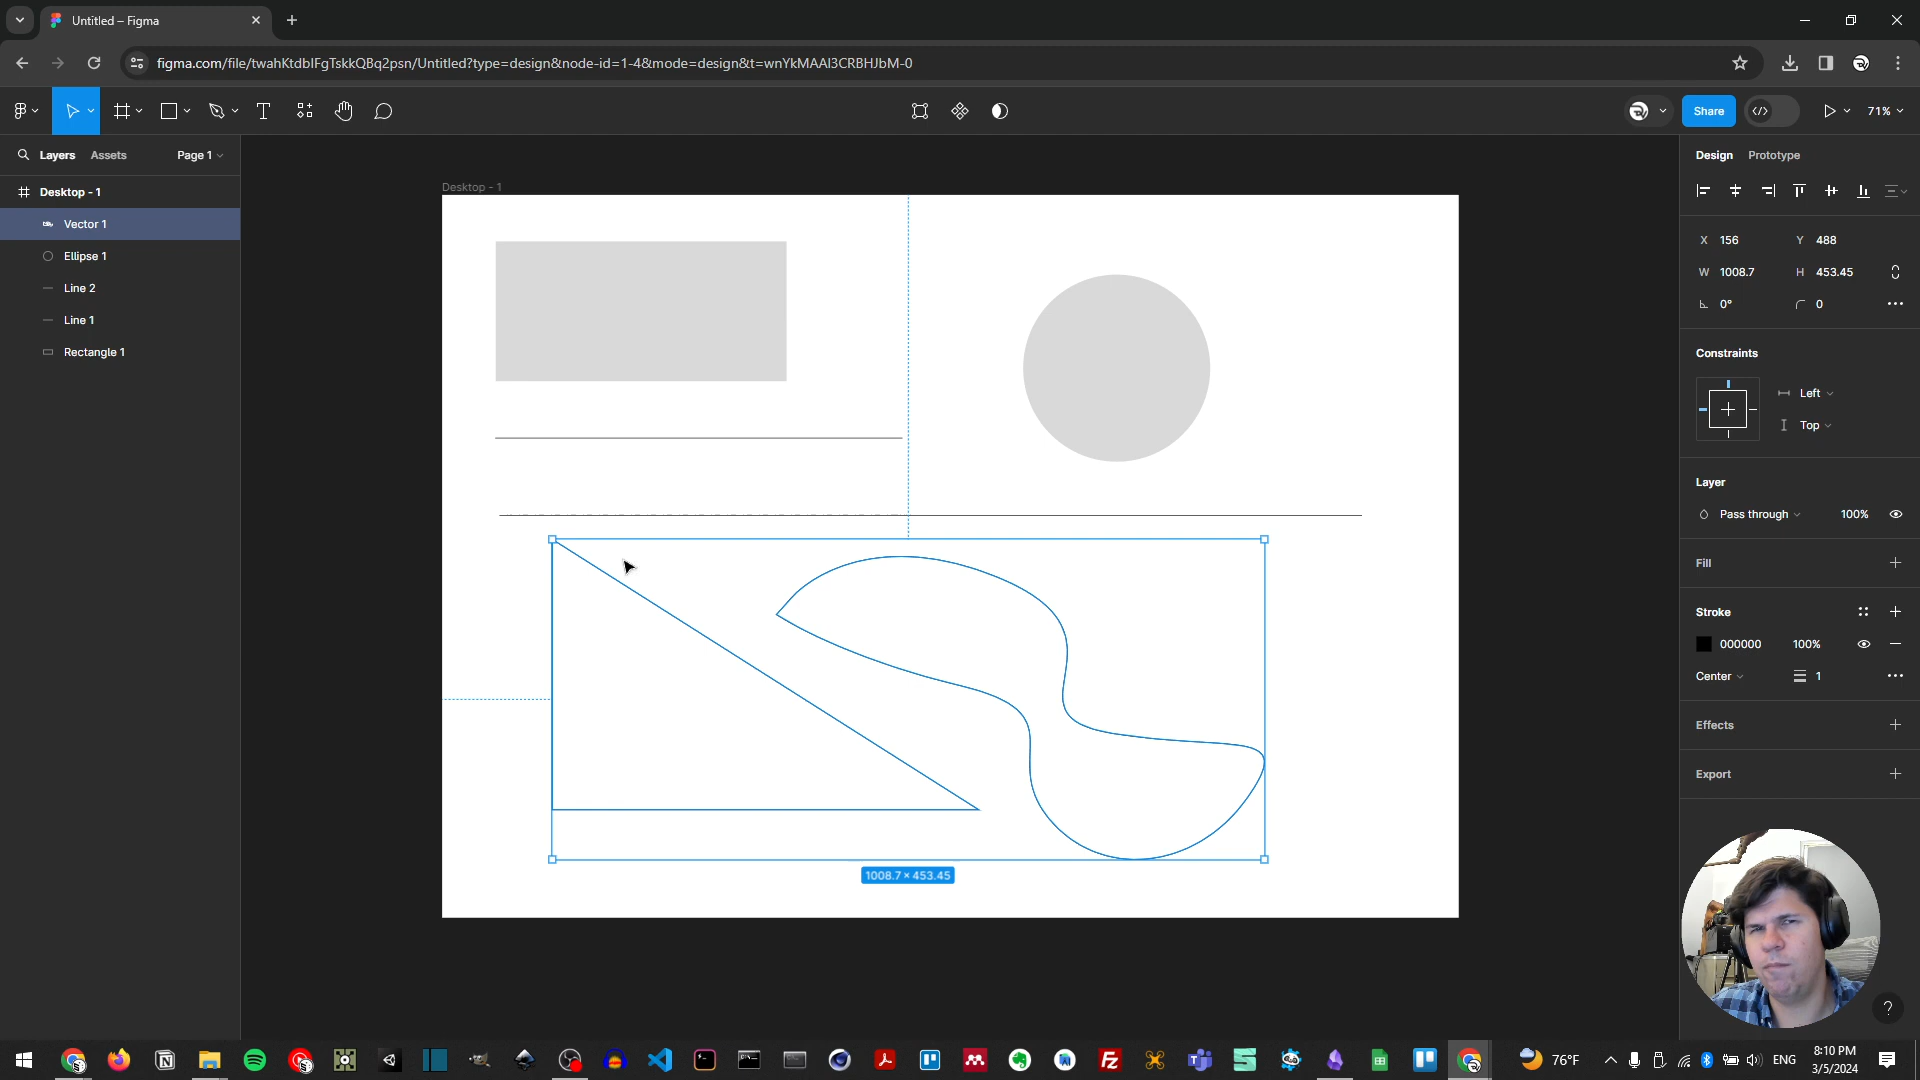 Untitled – Figma
figma.com/file/twahKtdbIFgTskkQBq2psn/Untitled?type=design&node-id=1-4&mode=design&t=wnYkMAAI3CRBHJbM-0
Share
71%
Layers Assets Page 1
Design Prototype
Desktop - 1
Vector 1
Ellipse 1
Line 2
Line 1
Rectangle 1
Desktop - 1
1008.7 × 453.45
X 156 Y 488
W 1008.7 H 453.45
0° 0
Constraints
Left
Top
Layer
Pass through 100%
Fill
Stroke
000000 100%
Center 1
Effects
Export
?
76°F
ENG
8:10 PM
3/5/2024